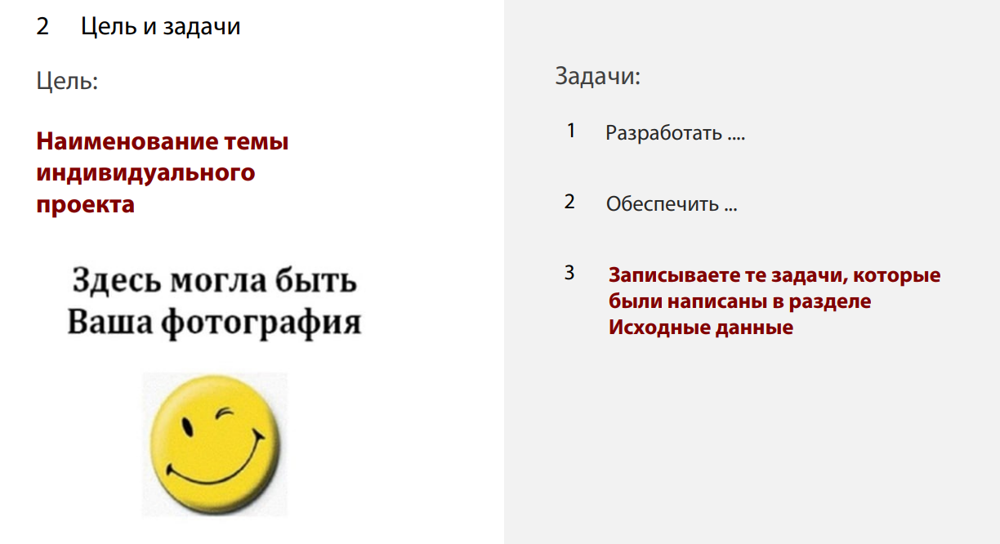 2 Цель и задачи
Цель:
Наименование темы
индивидуального
проекта
Здесь могла быть
Ваша фотография
Задачи:
1 Разработать ....
2 Обеспечить ...
3 Записываете те задачи, которые
были написаны в разделе
Исходные данные